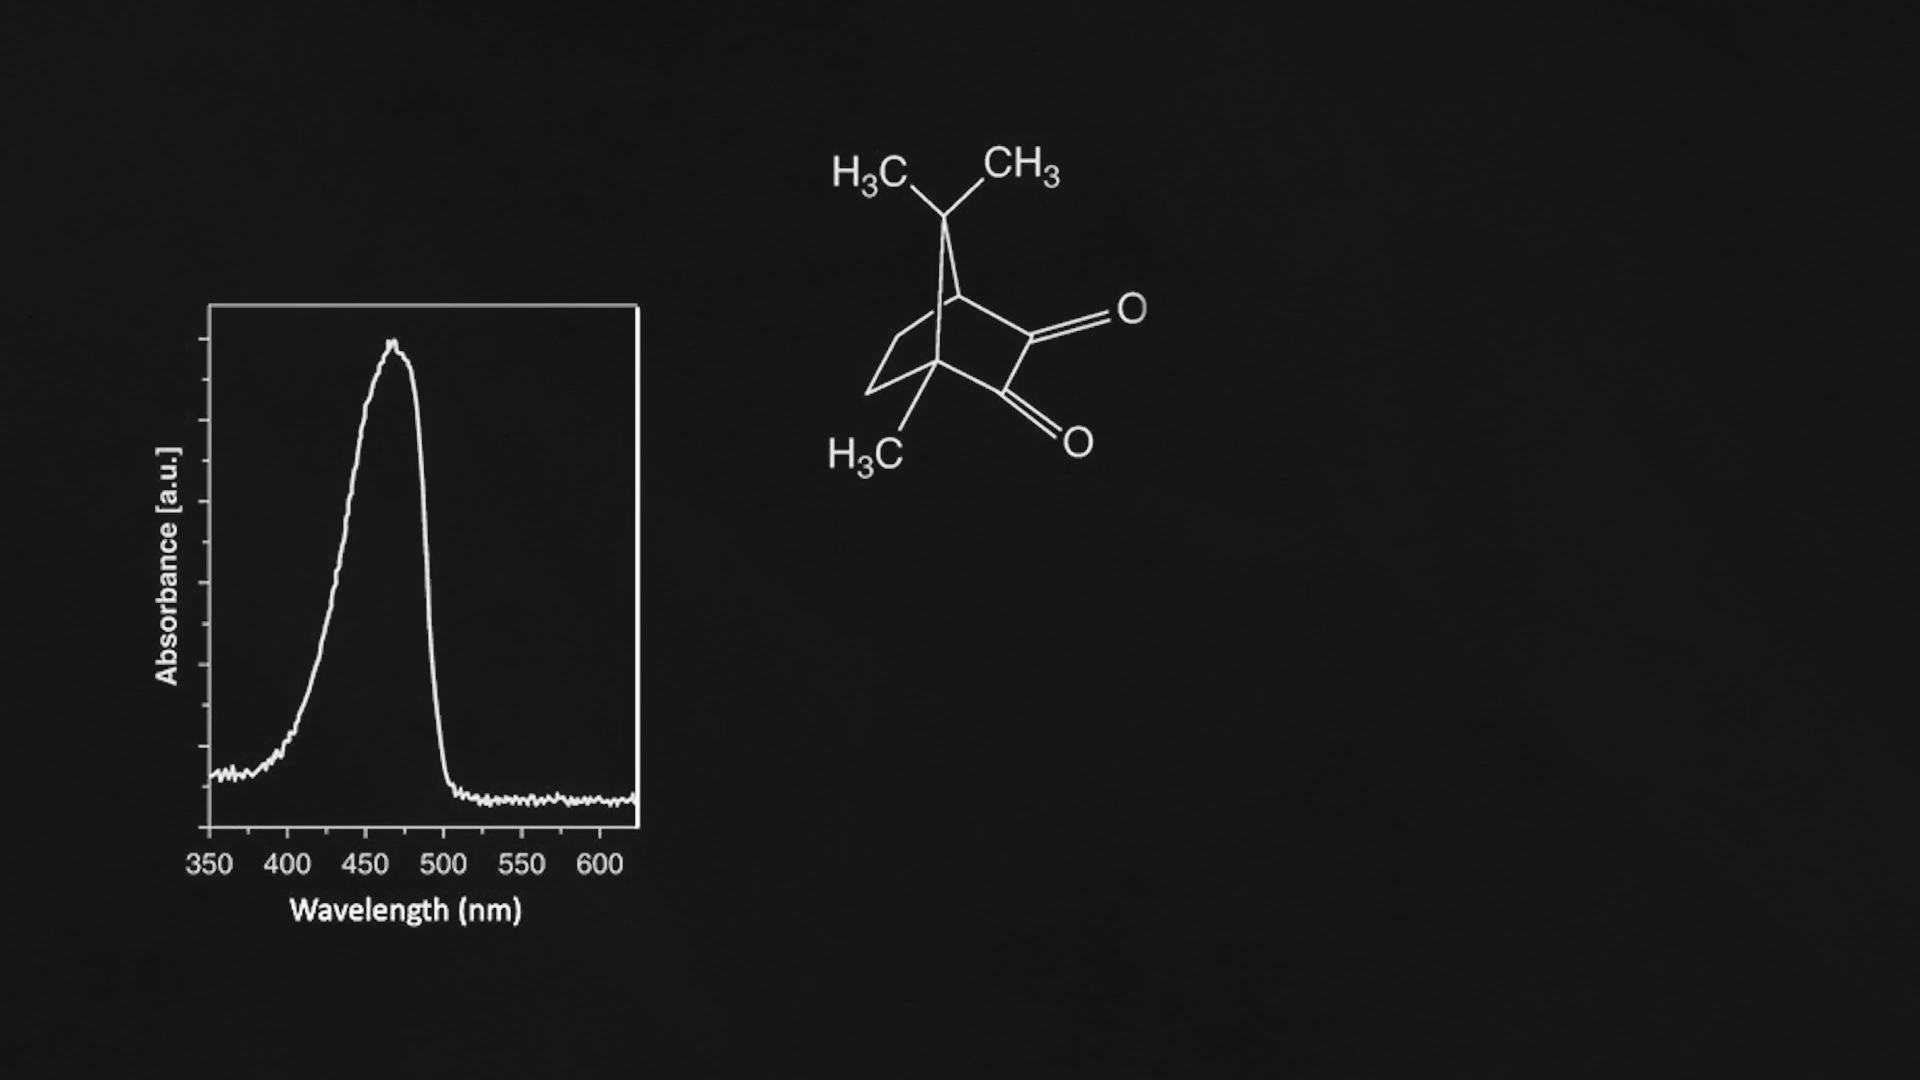 H₃C CH₃
O
O
H₃C
Absorbance [a.u.]
350 400 450 500 550 600
Wavelength (nm)